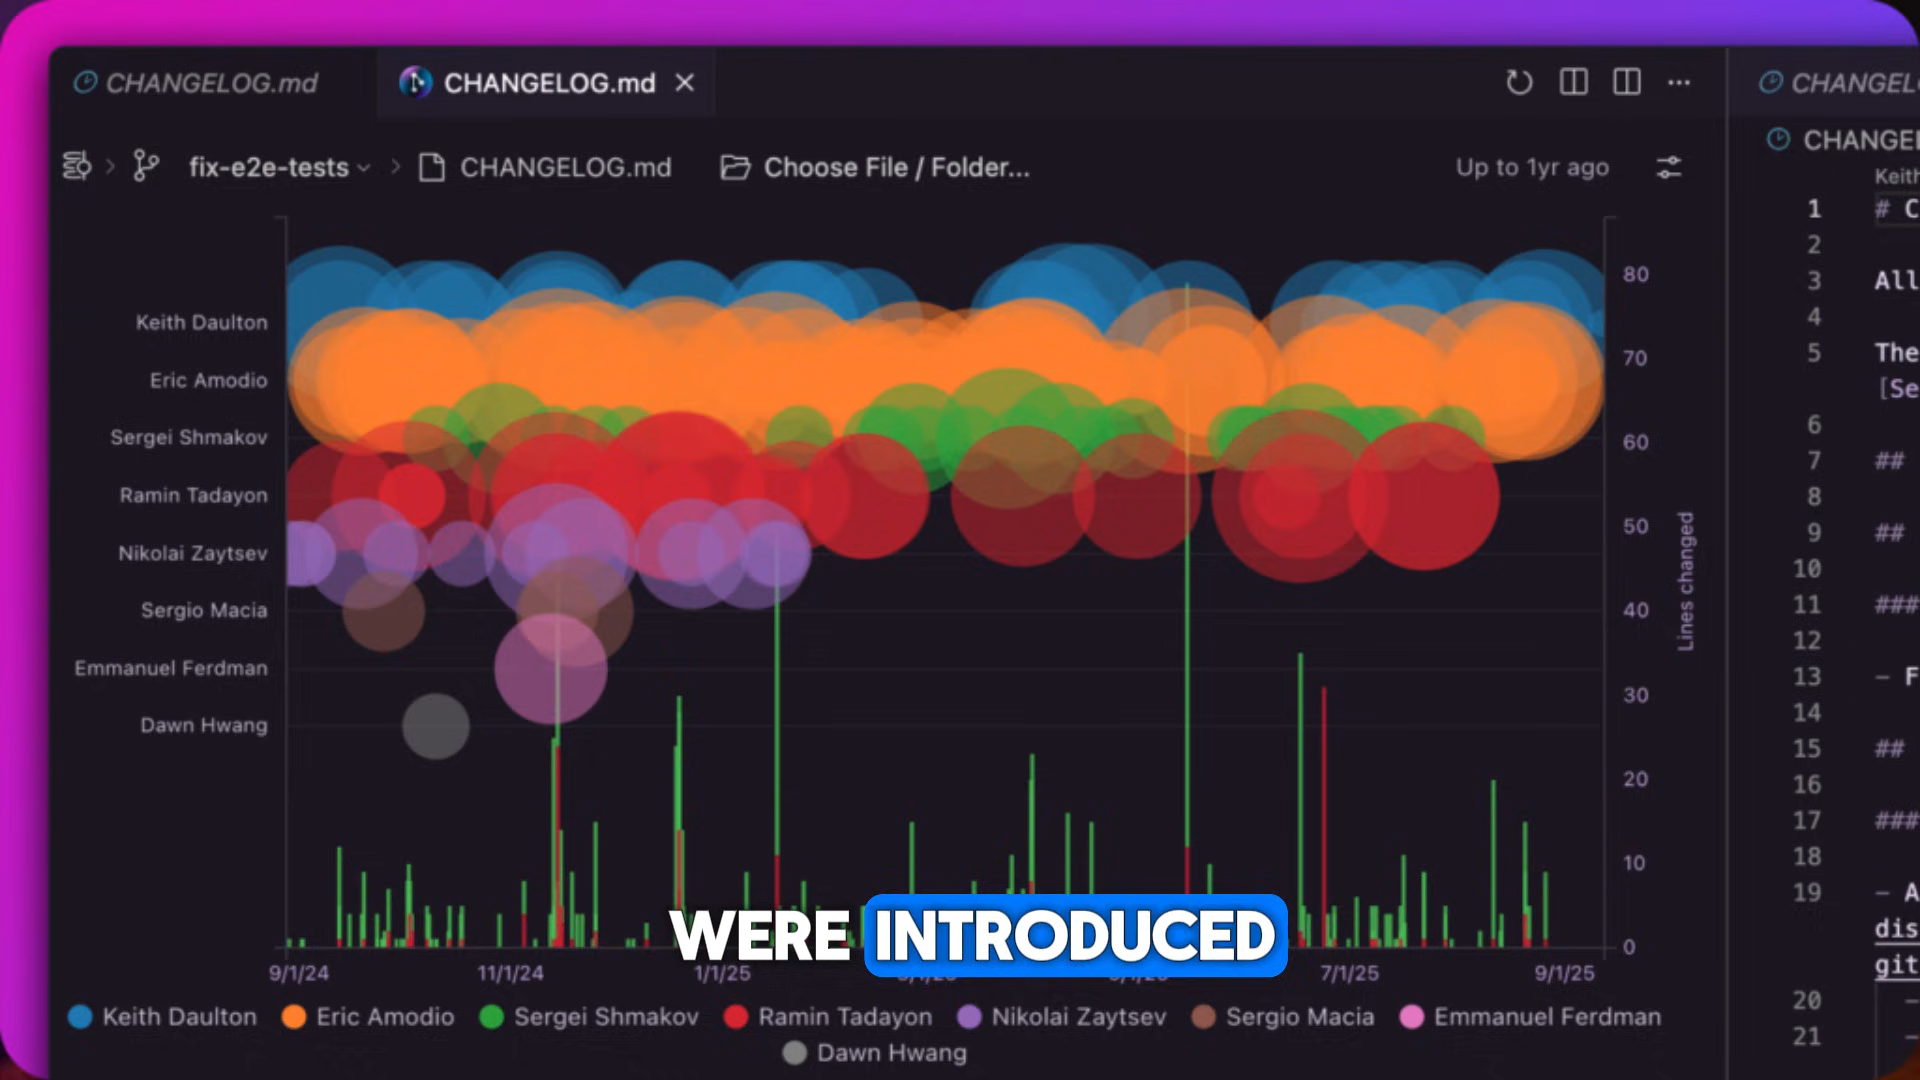 CHANGELOG.md
CHANGELOG.md
fix-e2e-tests
CHANGELOG.md
Choose File / Folder...
Up to 1yr ago
Keith Daulton
Eric Amodio
Sergei Shmakov
Ramin Tadayon
Nikolai Zaytsev
Sergio Macia
Emmanuel Ferdman
Dawn Hwang
80
70
60
50
40
30
20
10
0
Lines changed
9/1/24
11/1/24
1/1/25
7/1/25
9/1/25
WERE INTRODUCED
Keith Daulton
Eric Amodio
Sergei Shmakov
Ramin Tadayon
Nikolai Zaytsev
Sergio Macia
Emmanuel Ferdman
Dawn Hwang
CHANGEL
CHANGE
Keith
1 # C
2
3 All
4
5 The
[Se
6
7 ##
8
9 ##
10
11 ###
12
13 – F
14
15 ##
16
17 ###
18
19 – A
dis
git
20 –
21 –